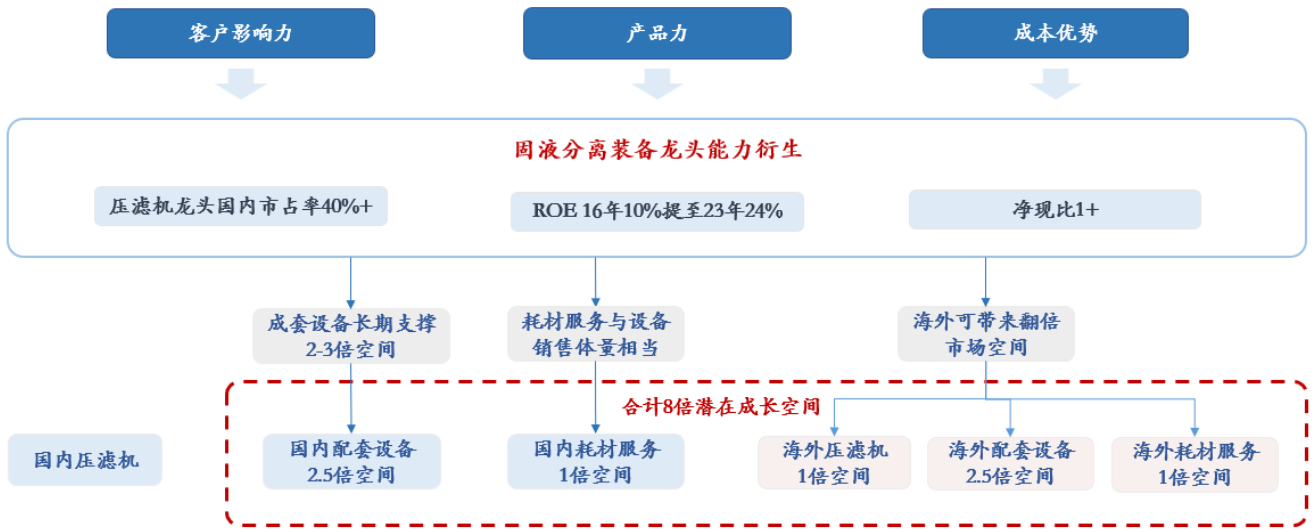 客户影响力
产品力
成本优势
固液分离装备龙头能力衍生
压滤机龙头国内市占率40%+
ROE 16年10%提至23年24%
净现比1+
成套设备长期支撑
2-3倍空间
耗材服务与设备
销售体量相当
海外可带来翻倍
市场空间
合计8倍潜在成长空间
国内压滤机
国内配套设备
2.5倍空间
国内耗材服务
1倍空间
海外压滤机
1倍空间
海外配套设备
2.5倍空间
海外耗材服务
1倍空间